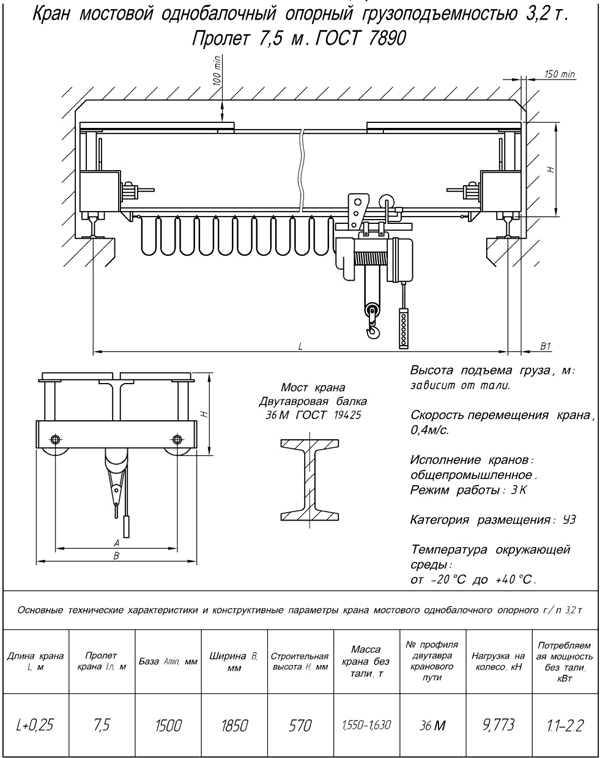 Кран мостовой однобалочный опорный грузоподъемностью 3,2 т.
Пролет 7,5 м. ГОСТ 7890
100 min
150 min
H
L
B1
Высота подъема груза, м:
зависит от тали.
Скорость перемещения крана,
0,4м/с.
Исполнение кранов:
общепромышленное.
Режим работы: 3К
Категория размещения: У3
Температура окружающей
среды:
от -20°С до +40°С.
Мост крана
Двутавровая балка
36М ГОСТ 19425
H
A
B
Основные технические характеристики и конструктивные параметры крана мостового однобалочного опорного г/п 3,2 т
Длина крана L, м
Пролет крана Lп, м
База Amin, мм
Ширина B, мм
Строительная высота H, мм
Масса крана без тали, т
№ профиля двутавра кранового пути
Нагрузка на колесо, кН
Потребляемая мощность без тали, кВт
L+0,25
7,5
1500
1850
570
1,550-1,630
36М
9,773
1.1-2.2